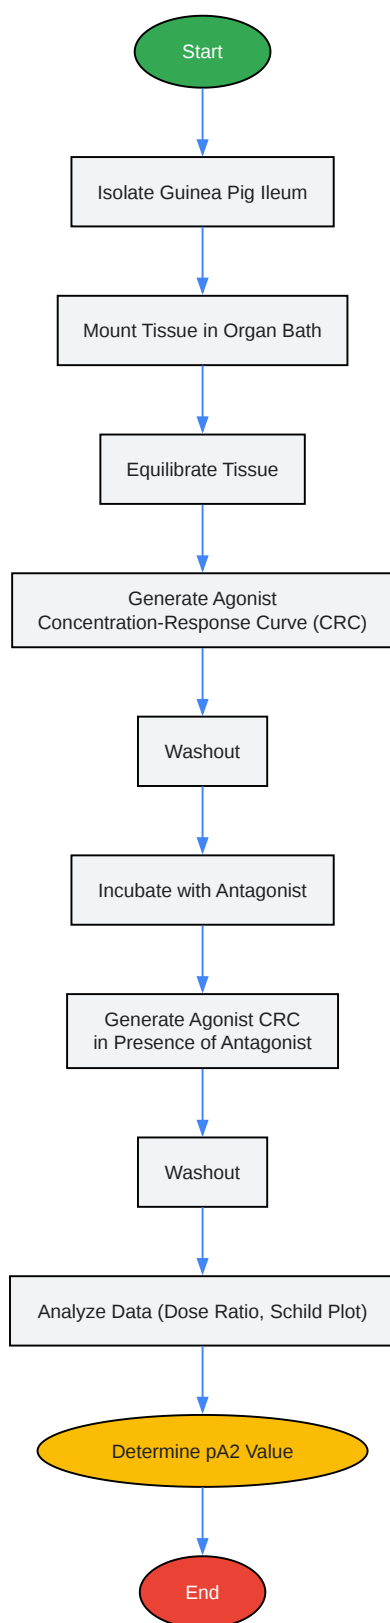 Start
Isolate Guinea Pig Ileum
Mount Tissue in Organ Bath
Equilibrate Tissue
Generate Agonist
Concentration-Response Curve (CRC)
Washout
Incubate with Antagonist
Generate Agonist CRC
in Presence of Antagonist
Washout
Analyze Data (Dose Ratio, Schild Plot)
Determine pA2 Value
End